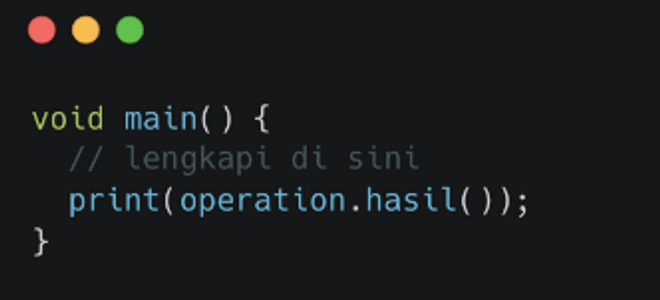 void main() {
  // lengkapi di sini
  print(operation.hasil());
}